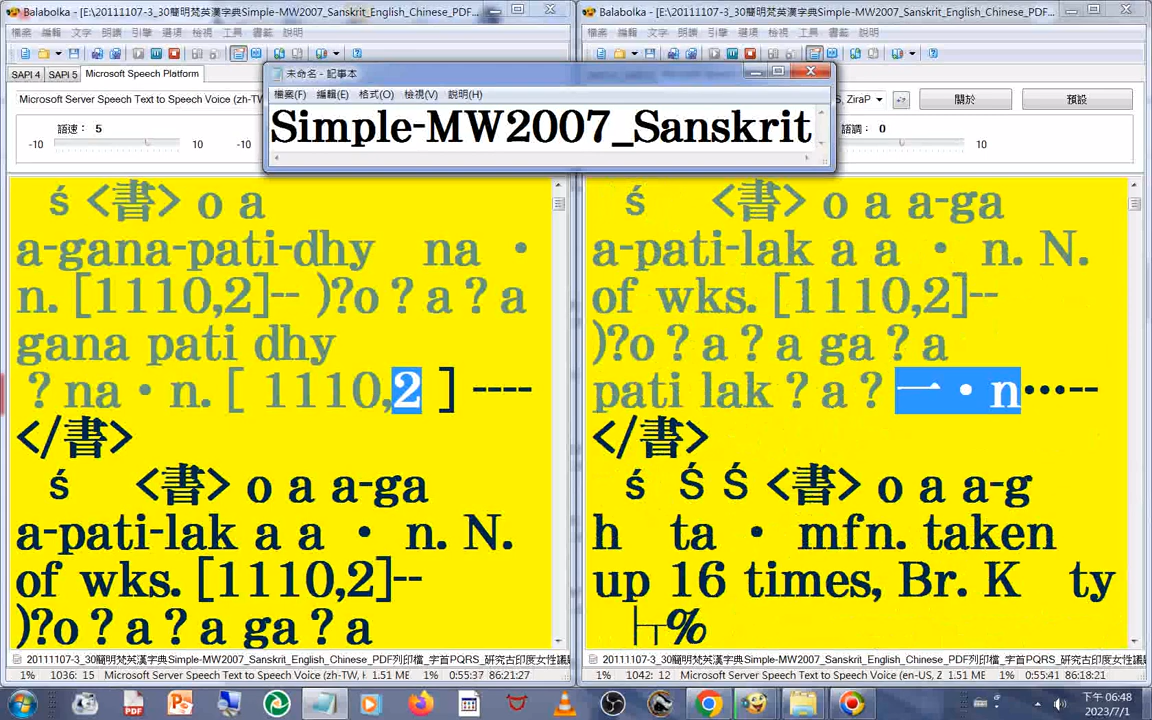 Balabolka - [E:\20111107-3_30簡明梵英漢字典Simple-MW2007_Sanskrit_English_Chinese_PDF...
檔案 編輯 文字 朗讀 引擎 選項 檢視 工具 書籤 說明
SAPI 4 SAPI 5 Microsoft Speech Platform
Microsoft Server Speech Text to Speech Voice (zh-TW
語速: 5
-10 10 -10
ś <書> o a
a-gana-pati-dhy na •
n. [1110,2]-- )?o ? a ? a
gana pati dhy
? na • n. [ 1110,2 ] ----
</書>
ś <書> o a a-ga
a-pati-lak a a • n. N.
of wks. [1110,2]--
)?o ? a ? a ga ? a
20111107-3_30簡明梵英漢字典Simple-MW2007_Sanskrit_English_Chinese_PDF列印檔_字首PQRS_研究古印度女性議
1% 1036: 15 Microsoft Server Speech Text to Speech Voice (zh-TW, H 1.51 MB 1% 0:55:37 86:21:27
未命名 - 記事本
檔案(F) 編輯(E) 格式(O) 檢視(V) 說明(H)
Simple-MW2007_Sanskrit
Balabolka - [E:\20111107-3_30簡明梵英漢字典Simple-MW2007_Sanskrit_English_Chinese_PDF...
檔案 編輯 文字 朗讀 引擎 選項 檢視 工具 書籤 說明
S, ZiraP 關於 預設
語調: 0
10
ś <書> o a a-ga
a-pati-lak a a • n. N.
of wks. [1110,2]--
)?o ? a ? a ga ? a
pati lak ? a ? 一 • n…--
</書>
ś Ś Ś <書> o a a-g
h ta • mfn. taken
up 16 times, Br. K ty
├┬%
20111107-3_30簡明梵英漢字典Simple-MW2007_Sanskrit_English_Chinese_PDF列印檔_字首PQRS_研究古印度女性議
1% 1042: 12 Microsoft Server Speech Text to Speech Voice (en-US, Z 1.51 MB 1% 0:55:41 86:18:21
下午 06:48
2023/7/1